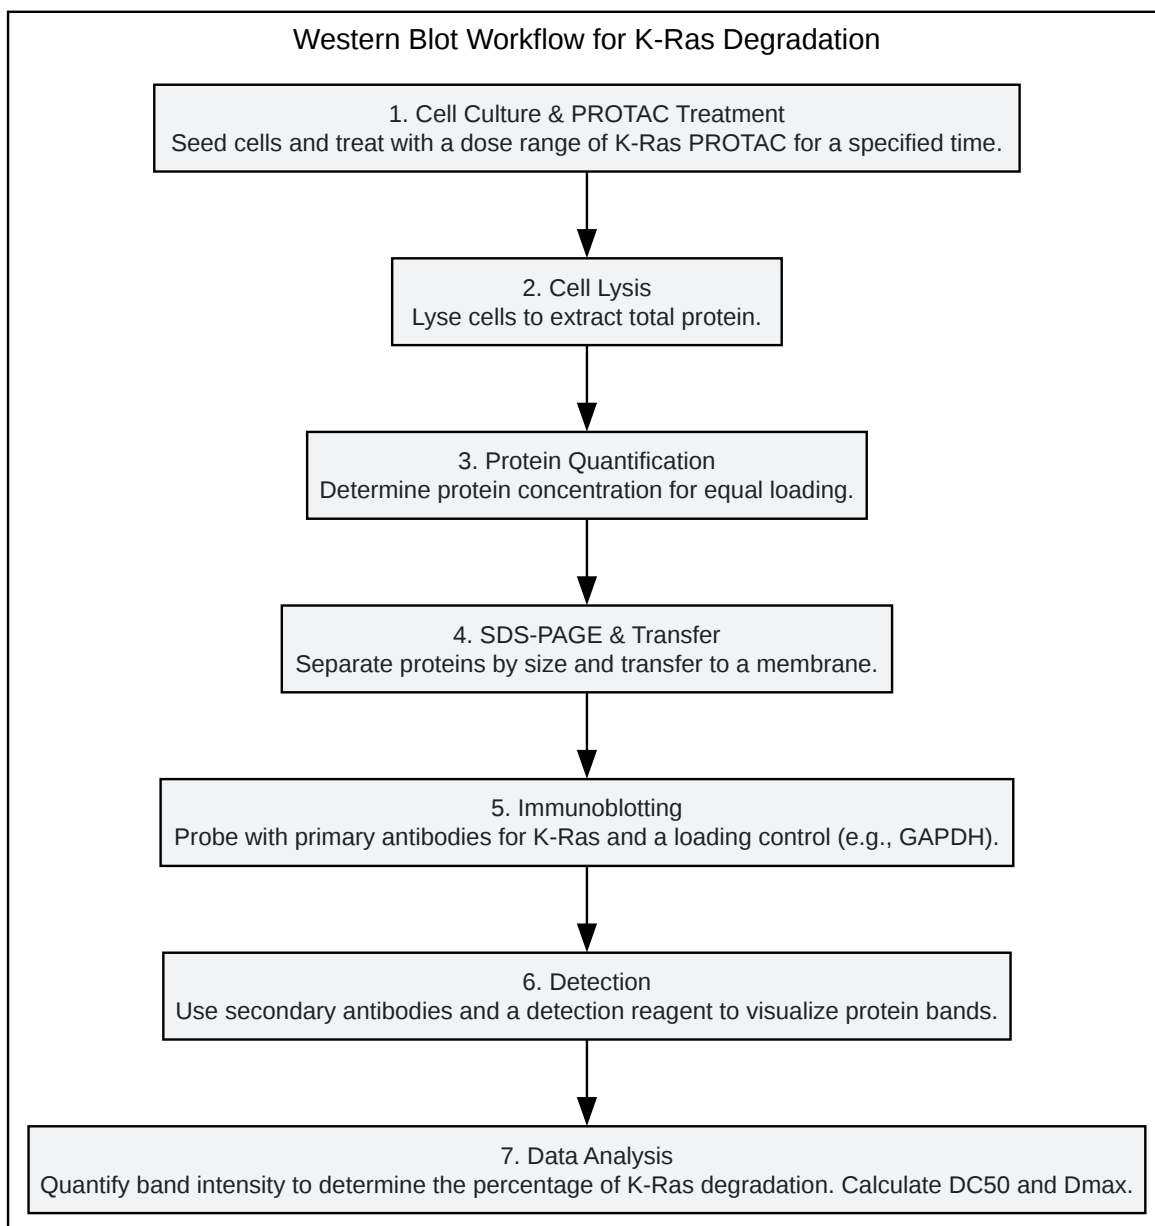 Western Blot Workflow for K-Ras Degradation
1. Cell Culture & PROTAC Treatment
Seed cells and treat with a dose range of K-Ras PROTAC for a specified time.
2. Cell Lysis
Lyse cells to extract total protein.
3. Protein Quantification
Determine protein concentration for equal loading.
4. SDS-PAGE & Transfer
Separate proteins by size and transfer to a membrane.
5. Immunoblotting
Probe with primary antibodies for K-Ras and a loading control (e.g., GAPDH).
6. Detection
Use secondary antibodies and a detection reagent to visualize protein bands.
7. Data Analysis
Quantify band intensity to determine the percentage of K-Ras degradation. Calculate DC50 and Dmax.